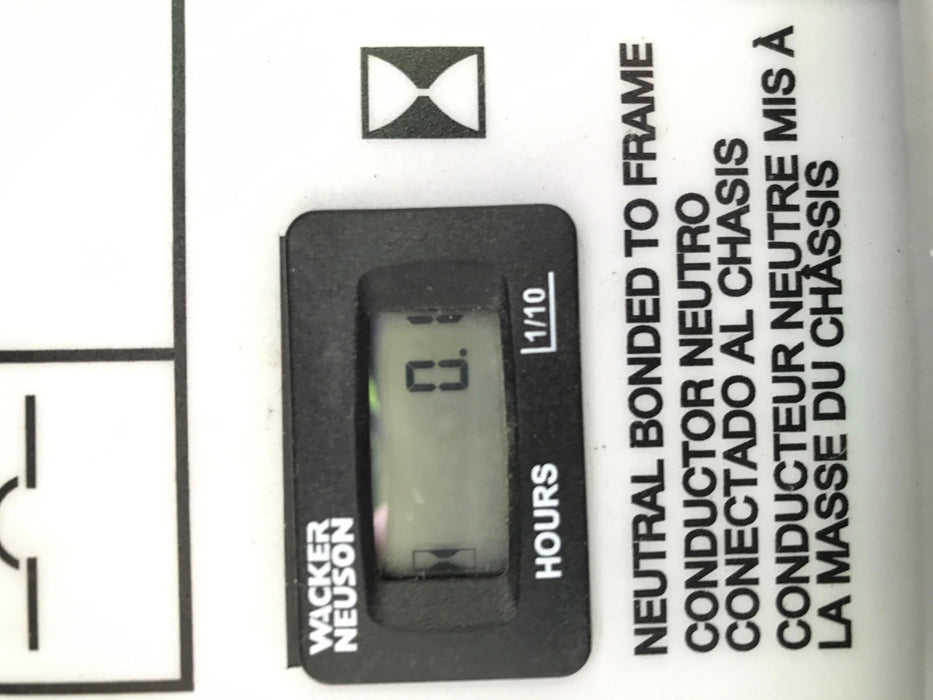 WACKER
NEUSON
0.
HOURS 1/10
NEUTRAL BONDED TO FRAME
CONDUCTOR NEUTRO
CONECTADO AL CHASIS
CONDUCTEUR NEUTRE MIS À
LA MASSE DU CHÂSSIS